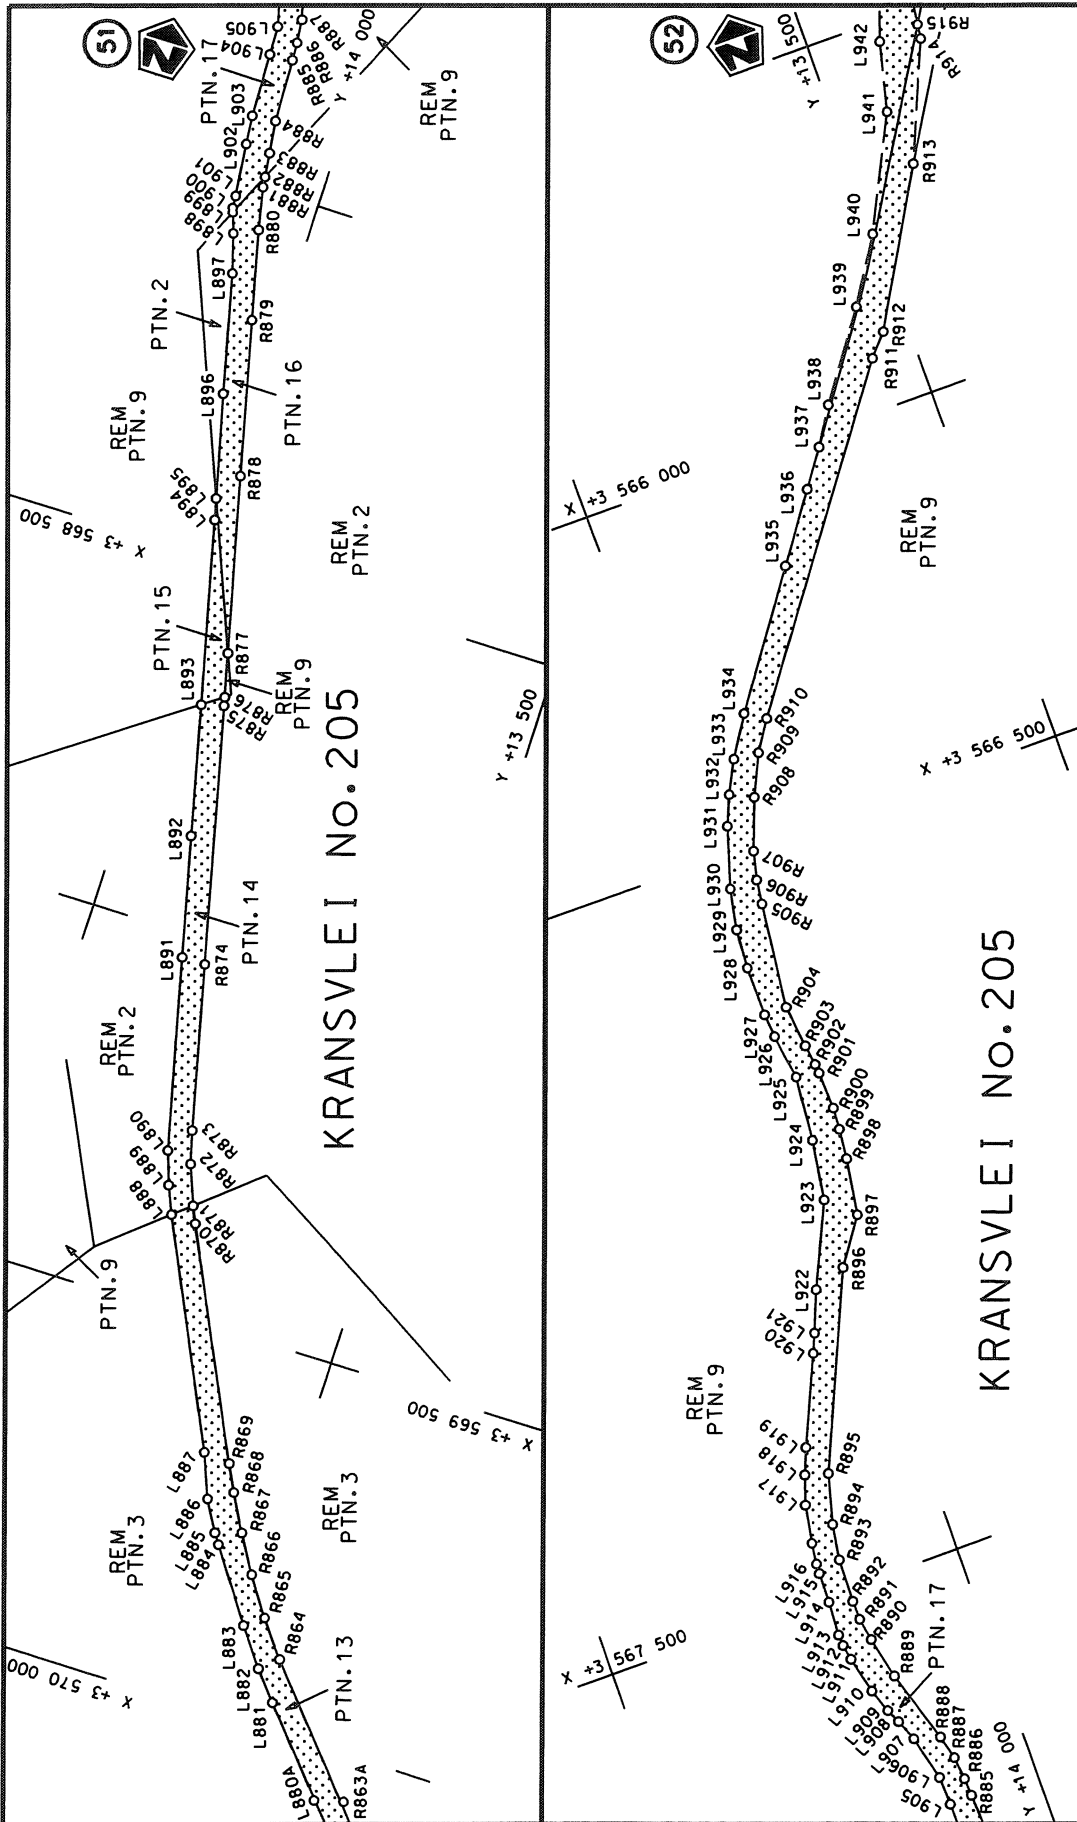 51
L905
L904
PTN.17
L903
L902
L901
L900
L899
L898
R887
R886
R885
Y +14 000
REM
PTN.9
R884
R883
R882
R881
R880
L897
PTN.2
R879
L896
REM
PTN.9
PTN.16
L895
L894
R878
X +3 568 500
REM
PTN.2
PTN.15
L893
R877
REM
PTN.9
R876
R875
Y +13 500
L892
PTN.14
L891
R874
KRANSVLEI No. 205
REM
PTN.2
L890
L889
L888
R873
R872
R871
R870
PTN.9
X +3 569 500
L887
L886
L885
L884
R869
R868
R867
R866
R865
R864
REM
PTN.3
REM
PTN.3
L883
L882
L881
L880A
PTN.13
R863A
X +3 570 000
52
Y +13 500
L942
R915
R914
L941
R913
L940
L939
R912
R911
L938
L937
L936
X +3 566 000
L935
REM
PTN.9
L934
L933
L932
L931
L930
L929
L928
R910
R909
R908
R907
R906
R905
X +3 566 500
L927
L926
L925
L924
L923
R904
R903
R902
R901
R900
R899
R898
R897
R896
KRANSVLEI No. 205
L922
L921
L920
REM
PTN.9
L919
L918
L917
R895
R894
R893
R892
R891
R890
R889
PTN.17
L916
L915
L914
L913
L912
L911
L910
L909
L908
L907
L906
L905
X +3 567 500
R888
R887
R886
R885
Y +14 000